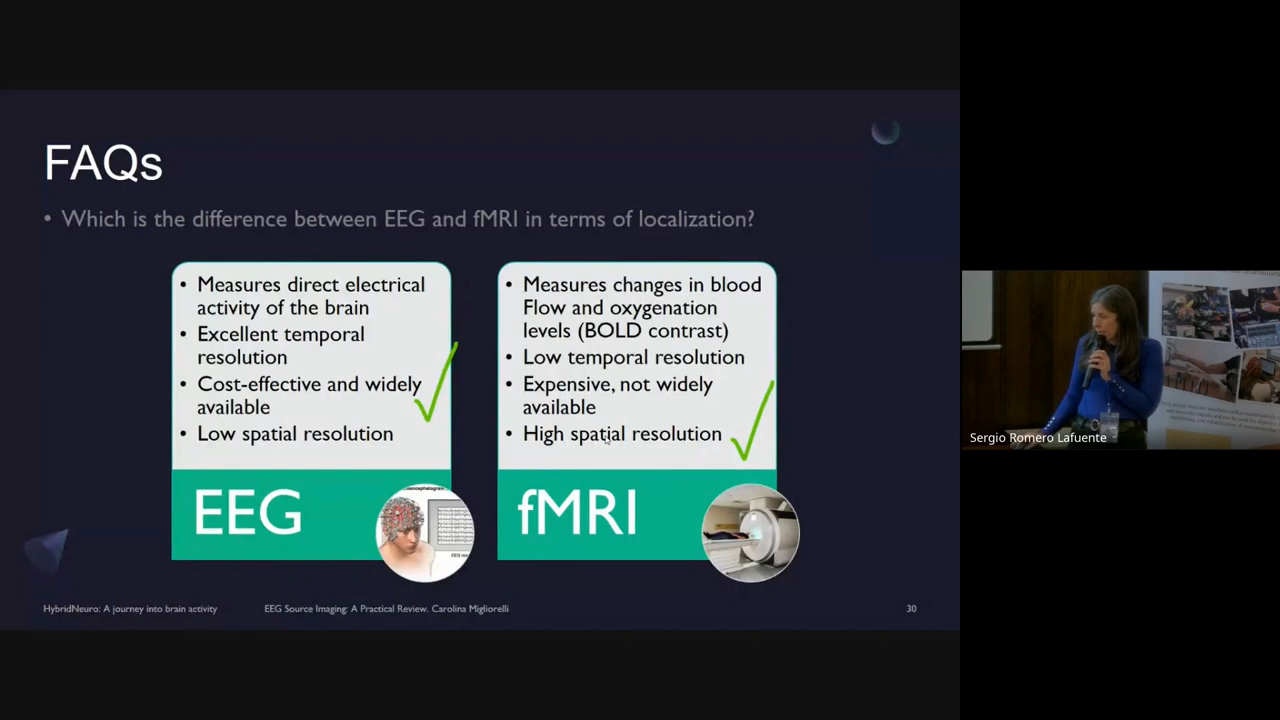 FAQs
• Which is the difference between EEG and fMRI in terms of localization?
• Measures direct electrical
activity of the brain
• Excellent temporal
resolution
• Cost-effective and widely
available
• Low spatial resolution
EEG
• Measures changes in blood
Flow and oxygenation
levels (BOLD contrast)
• Low temporal resolution
• Expensive, not widely
available
• High spatial resolution
fMRI
HybridNeuro: A journey into brain activity
EEG Source Imaging: A Practical Review. Carolina Migliorelli
30
Sergio Romero Lafuente